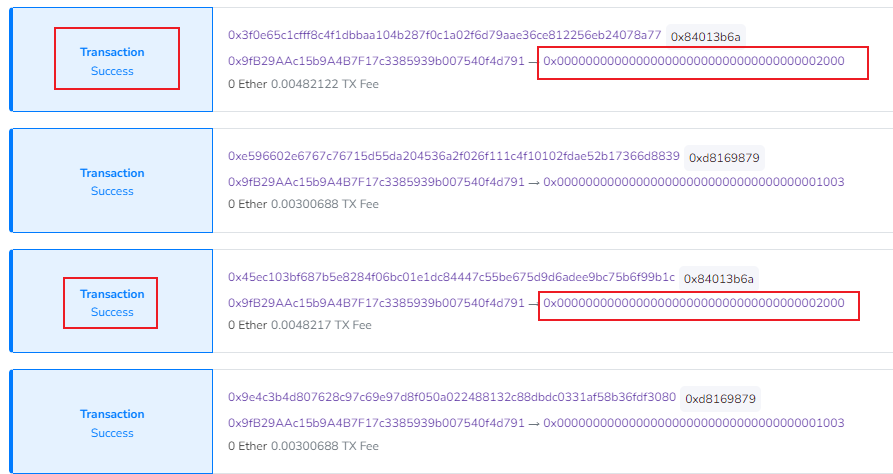 Transaction
Success
0x3f0e65c1cfff8c4f1dbbaa104b287f0c1a02f6d79aae36ce812256eb24078a77 0x84013b6a
0x9fB29AAc15b9A4B7F17c3385939b007540f4d791 → 0x0000000000000000000000000000000000002000
0 Ether 0.00482122 TX Fee
Transaction
Success
0xe596602e6767c76715d55da204536a2f026f111c4f10102fdae52b17366d8839 0xd8169879
0x9fB29AAc15b9A4B7F17c3385939b007540f4d791 → 0x0000000000000000000000000000000000001003
0 Ether 0.00300688 TX Fee
Transaction
Success
0x45ec103bf687b5e8284f06bc01e1dc84447c55be675d9d6adee9bc75b6f99b1c 0x84013b6a
0x9fB29AAc15b9A4B7F17c3385939b007540f4d791 → 0x0000000000000000000000000000000000002000
0 Ether 0.0048217 TX Fee
Transaction
Success
0x9e4c3b4d807628c97c69e97d8f050a022488132c88dbdc0331af58b36fdf3080 0xd8169879
0x9fB29AAc15b9A4B7F17c3385939b007540f4d791 → 0x0000000000000000000000000000000000001003
0 Ether 0.00300688 TX Fee